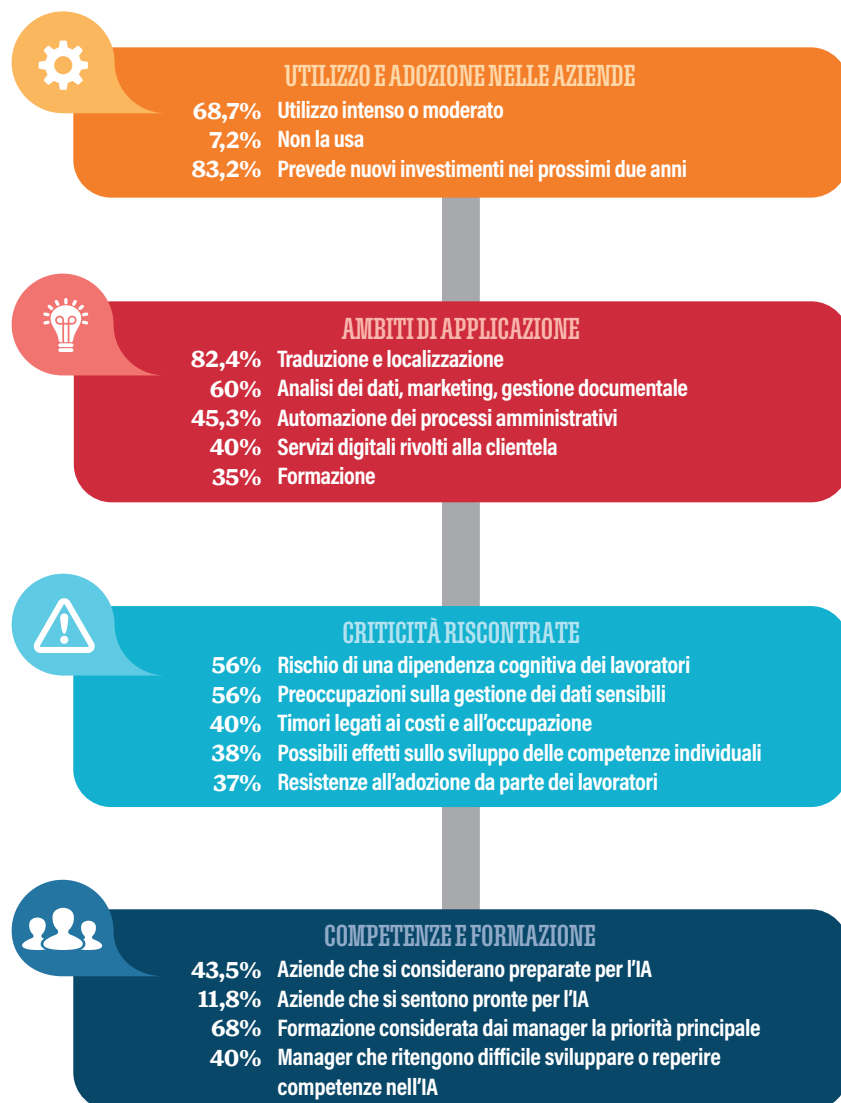 UTILIZZO E ADOZIONE NELLE AZIENDE
68,7% Utilizzo intenso o moderato
7,2% Non la usa
83,2% Prevede nuovi investimenti nei prossimi due anni
AMBITI DI APPLICAZIONE
82,4% Traduzione e localizzazione
60% Analisi dei dati, marketing, gestione documentale
45,3% Automazione dei processi amministrativi
40% Servizi digitali rivolti alla clientela
35% Formazione
CRITICITÀ RISCONTRATE
56% Rischio di una dipendenza cognitiva dei lavoratori
56% Preoccupazioni sulla gestione dei dati sensibili
40% Timori legati ai costi e all’occupazione
38% Possibili effetti sullo sviluppo delle competenze individuali
37% Resistenze all’adozione da parte dei lavoratori
COMPETENZE E FORMAZIONE
43,5% Aziende che si considerano preparate per l’IA
11,8% Aziende che si sentono pronte per l’IA
68% Formazione considerata dai manager la priorità principale
40% Manager che ritengono difficile sviluppare o reperire
competenze nell’IA